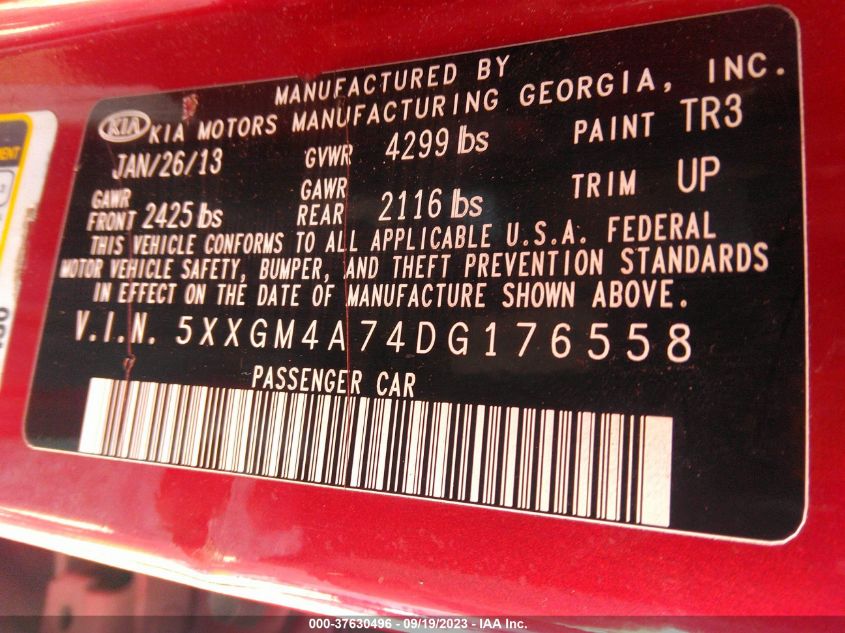 MANUFACTURED BY
KIA KIA MOTORS MANUFACTURING GEORGIA, INC.
JAN/26/13 GVWR 4299 lbs PAINT TR3
GAWR FRONT 2425 lbs GAWR REAR 2116 lbs TRIM UP
THIS VEHICLE CONFORMS TO ALL APPLICABLE U.S.A. FEDERAL
MOTOR VEHICLE SAFETY, BUMPER, AND THEFT PREVENTION STANDARDS
IN EFFECT ON THE DATE OF MANUFACTURE SHOWN ABOVE.
V.I.N. 5XXGM4A74DG176558
PASSENGER CAR
000-37630496 - 09/19/2023 - IAA Inc.